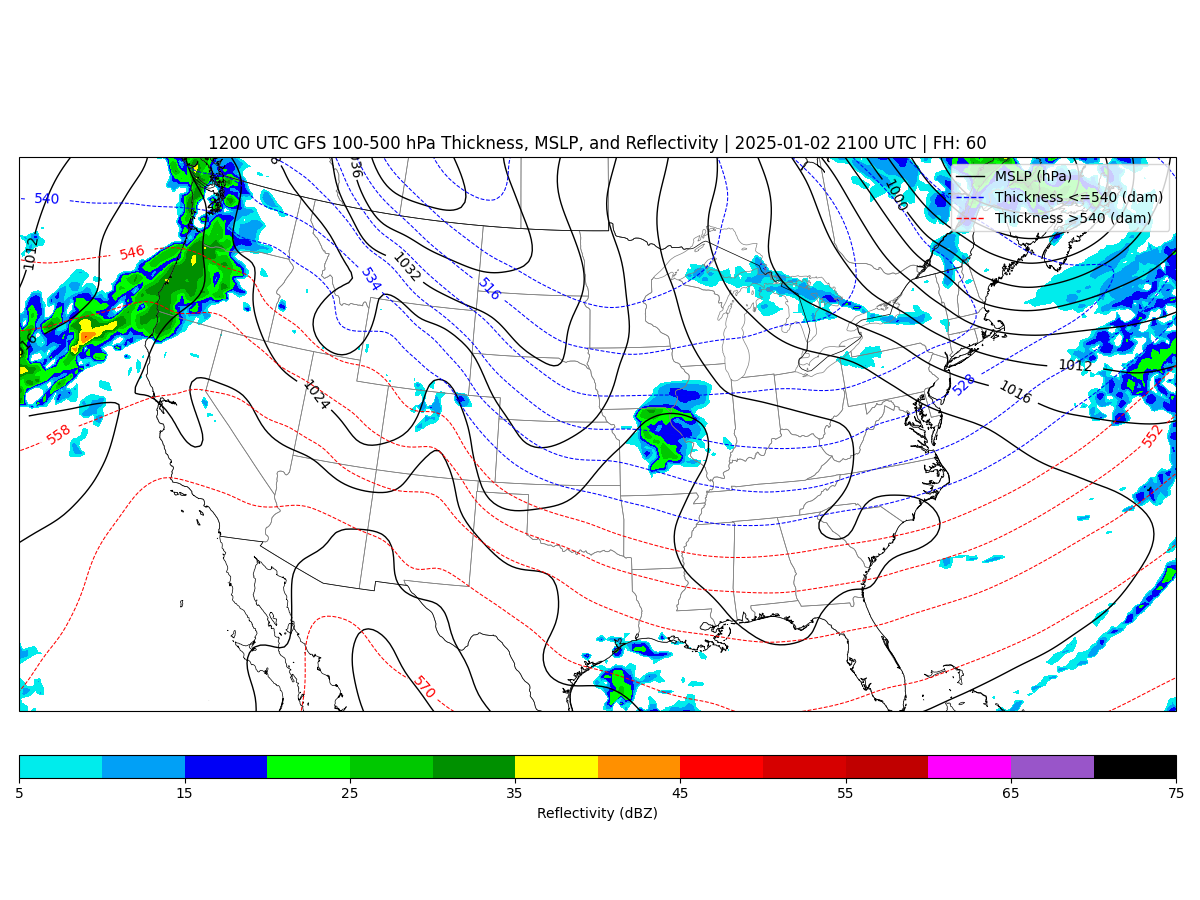 1200 UTC GFS 100-500 hPa Thickness, MSLP, and Reflectivity | 2025-01-02 2100 UTC | FH: 60
MSLP (hPa)
Thickness <=540 (dam)
Thickness >540 (dam)
1000
540
546
1012
1032
534
516
1012
1016
528
1024
558
552
570
5 15 25 35 45 55 65 75
Reflectivity (dBZ)